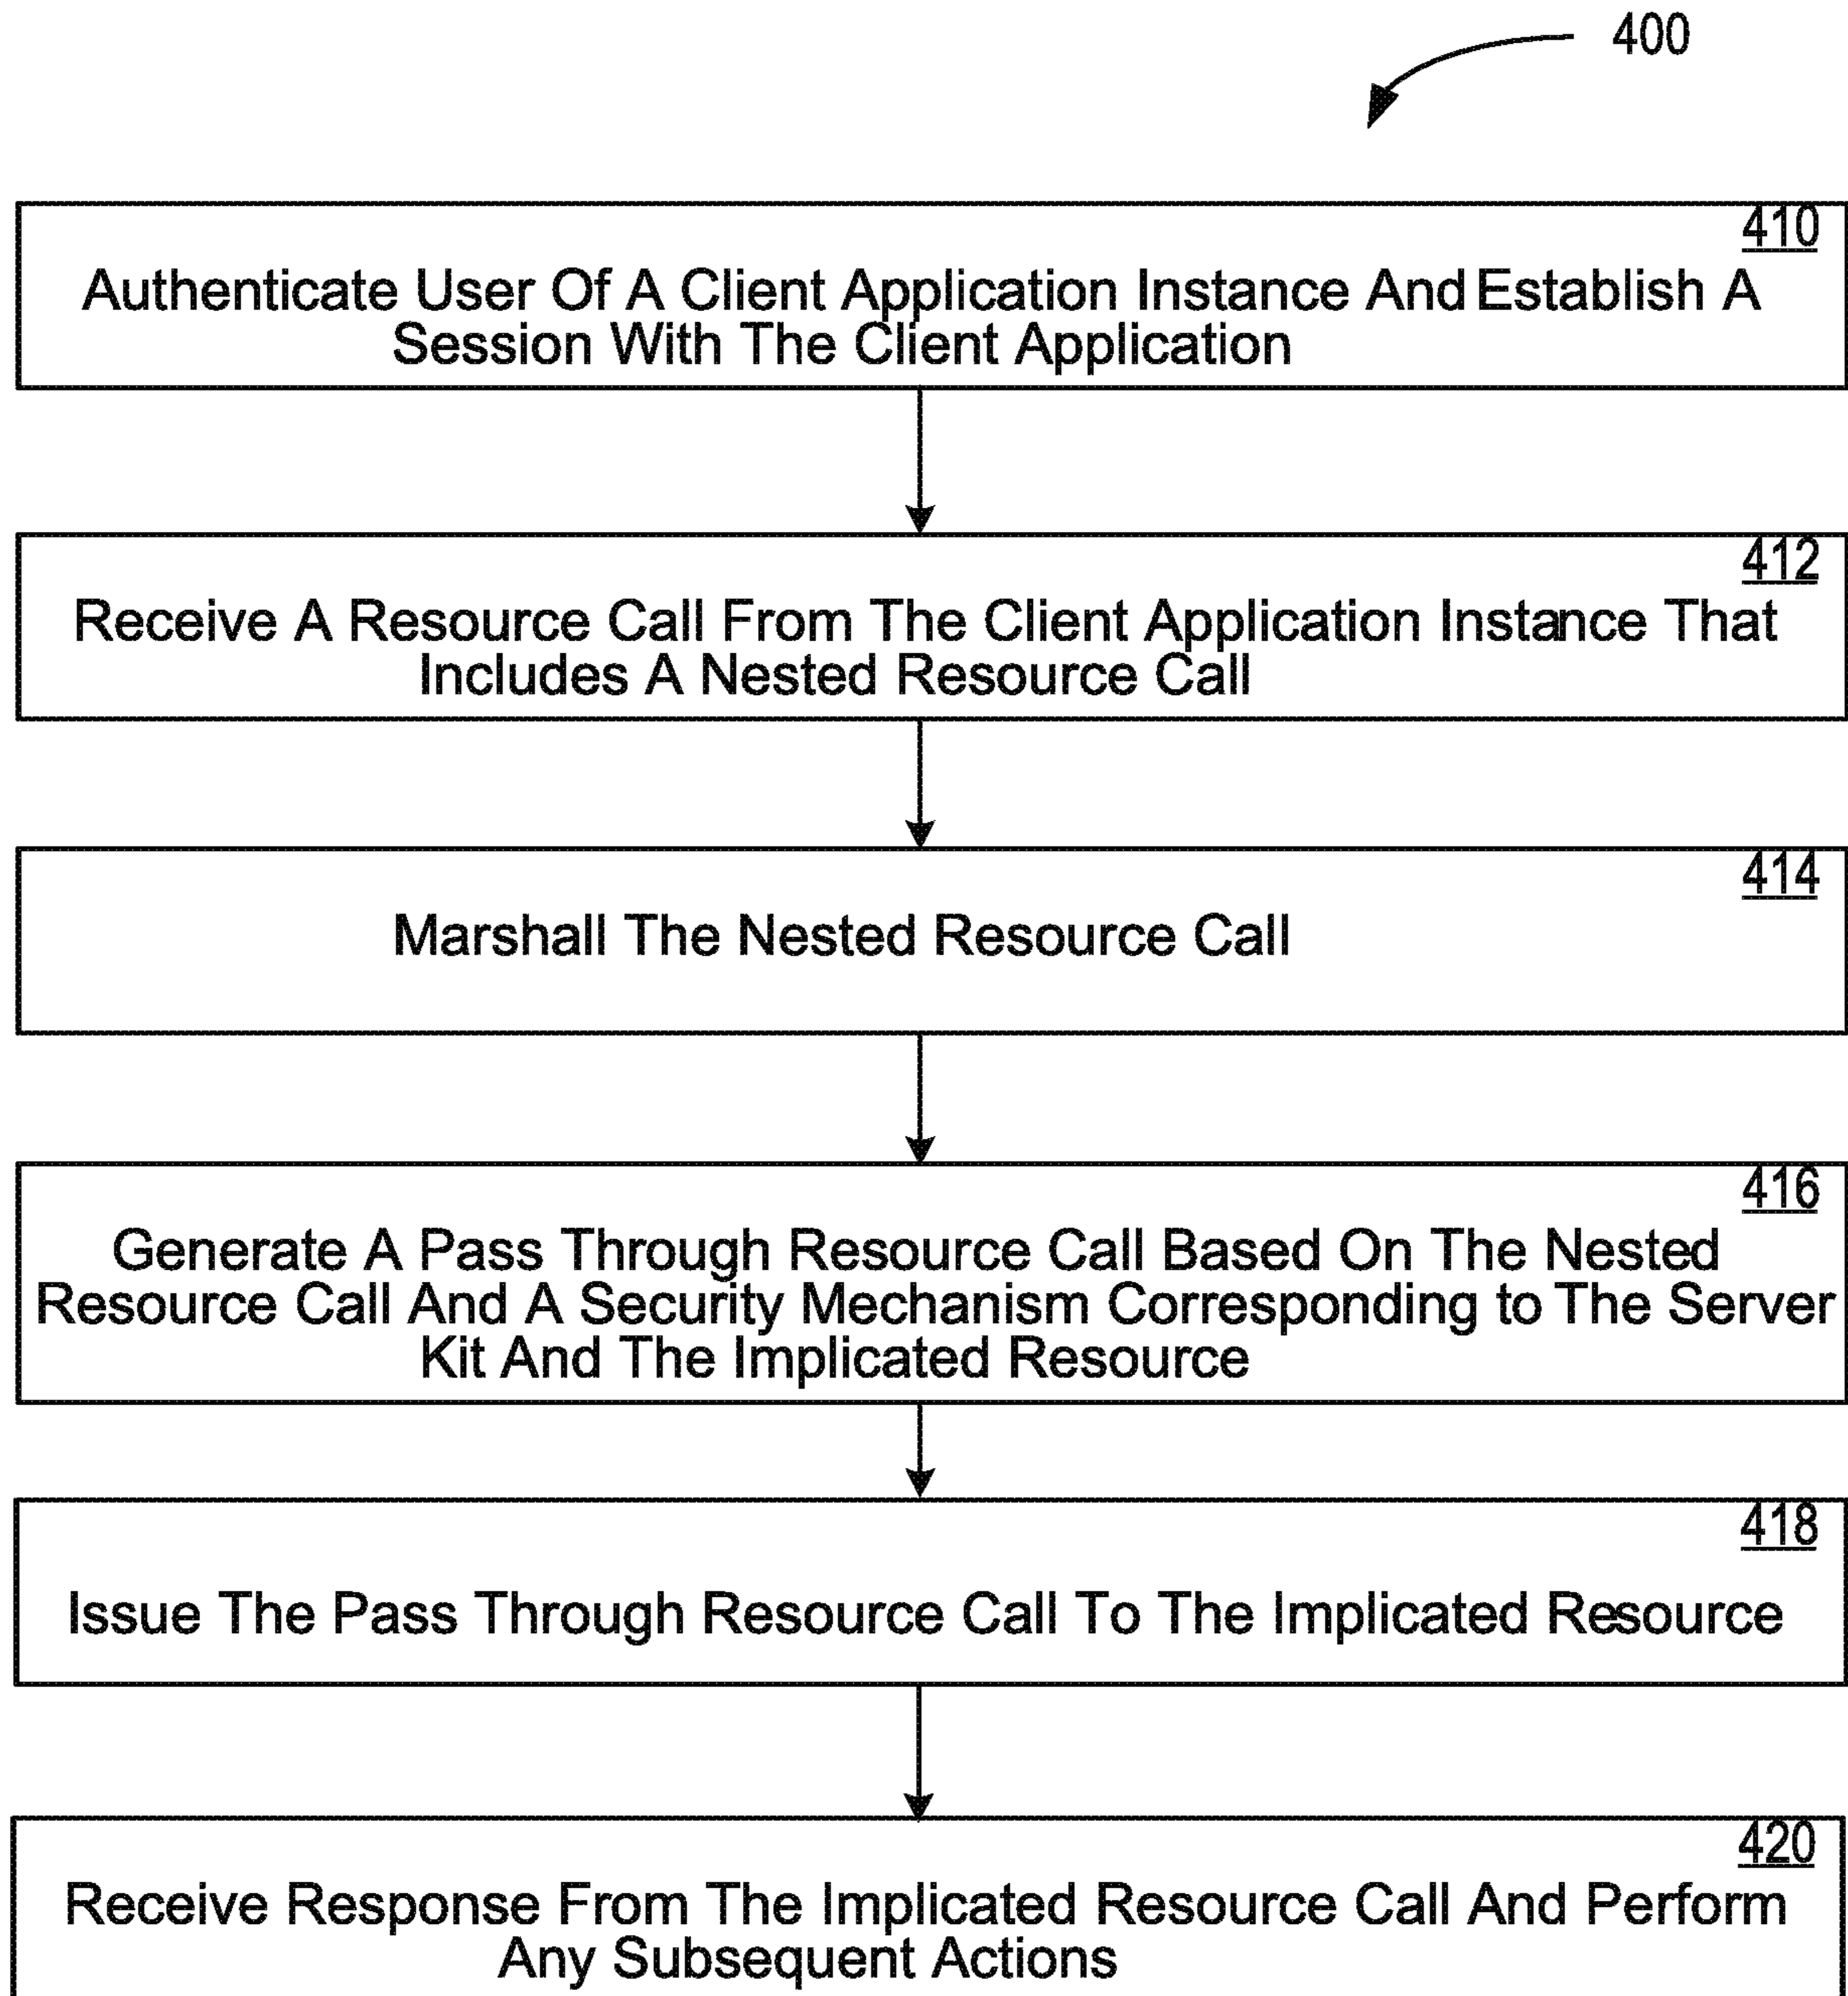 400
410
Authenticate User Of A Client Application Instance And Establish A
Session With The Client Application
412
Receive A Resource Call From The Client Application Instance That
Includes A Nested Resource Call
414
Marshall The Nested Resource Call
416
Generate A Pass Through Resource Call Based On The Nested
Resource Call And A Security Mechanism Corresponding to The Server
Kit And The Implicated Resource
418
Issue The Pass Through Resource Call To The Implicated Resource
420
Receive Response From The Implicated Resource Call And Perform
Any Subsequent Actions